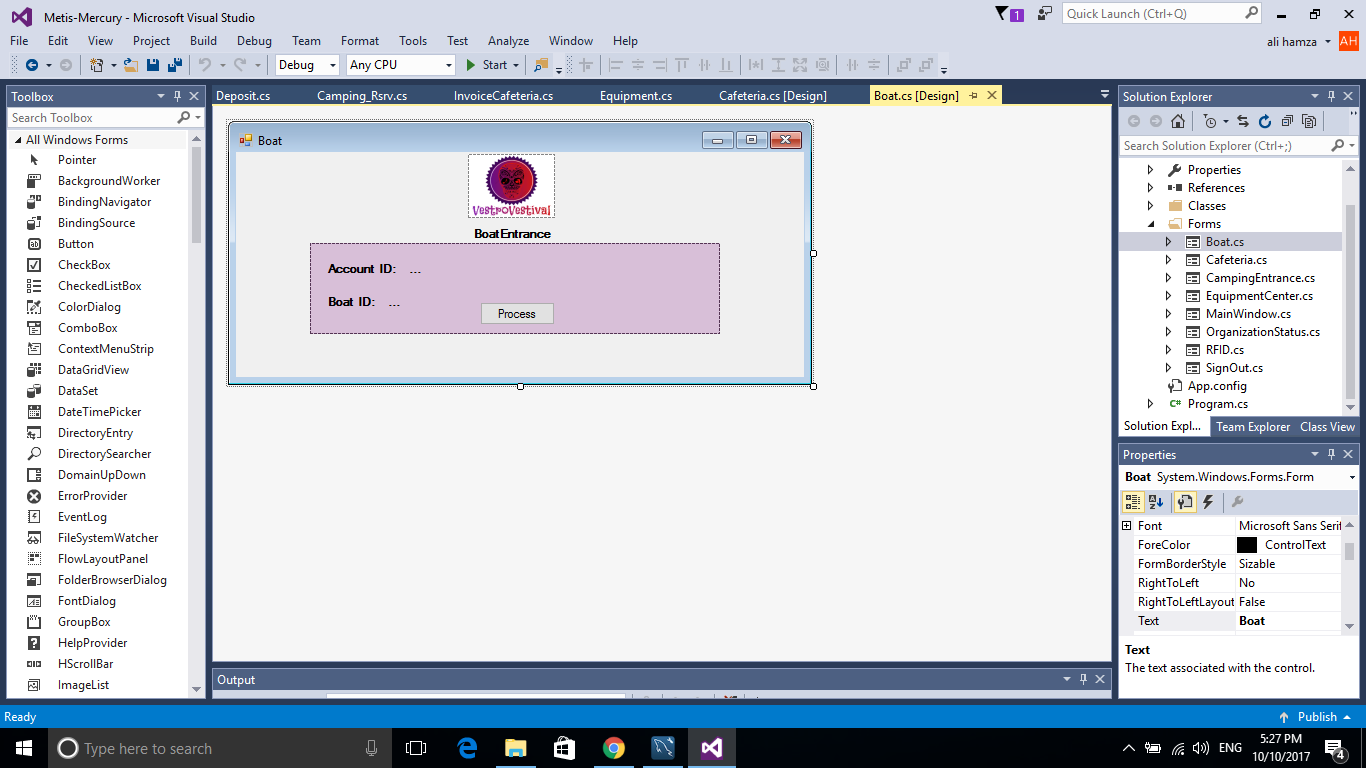 Metis-Mercury - Microsoft Visual Studio
1
Quick Launch (Ctrl+Q)
File Edit View Project Build Debug Team Format Tools Test Analyze Window Help
ali hamza AH
Debug Any CPU Start
Toolbox
Search Toolbox
All Windows Forms
Pointer
BackgroundWorker
BindingNavigator
BindingSource
Button
CheckBox
CheckedListBox
ColorDialog
ComboBox
ContextMenuStrip
DataGridView
DataSet
DateTimePicker
DirectoryEntry
DirectorySearcher
DomainUpDown
ErrorProvider
EventLog
FileSystemWatcher
FlowLayoutPanel
FolderBrowserDialog
FontDialog
GroupBox
HelpProvider
HScrollBar
ImageList
Deposit.cs Camping_Rsrv.cs InvoiceCafeteria.cs Equipment.cs Cafeteria.cs [Design] Boat.cs [Design]
Boat
VestroVestival
BoatEntrance
Account ID: ...
Boat ID: ...
Process
Output
Solution Explorer
Search Solution Explorer (Ctrl+;)
Properties
References
Classes
Forms
Boat.cs
Cafeteria.cs
CampingEntrance.cs
EquipmentCenter.cs
MainWindow.cs
OrganizationStatus.cs
RFID.cs
SignOut.cs
App.config
C# Program.cs
Solution Expl... Team Explorer Class View
Properties
Boat System.Windows.Forms.Form
Font Microsoft Sans Serif
ForeColor ControlText
FormBorderStyle Sizable
RightToLeft No
RightToLeftLayout False
Text Boat
Text
The text associated with the control.
Ready
Publish
Type here to search
ENG
5:27 PM
10/10/2017
4